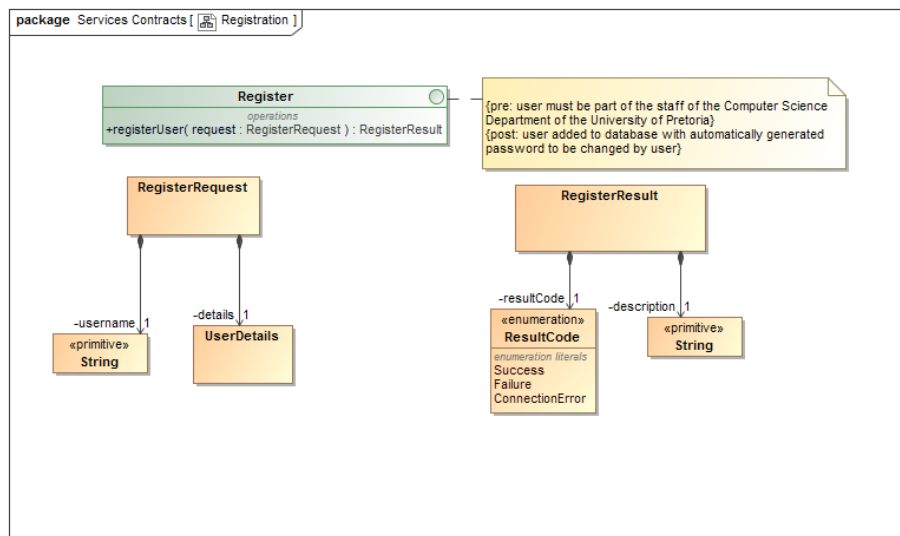 package Services Contracts [ Registration ]
Register
operations
+registerUser( request : RegisterRequest ) : RegisterResult
{pre: user must be part of the staff of the Computer Science
Department of the University of Pretoria}
{post: user added to database with automatically generated
password to be changed by user}
RegisterRequest
RegisterResult
-username 1
-details 1
-resultCode 1
-description 1
«primitive»
String
UserDetails
«enumeration»
ResultCode
enumeration literals
Success
Failure
ConnectionError
«primitive»
String